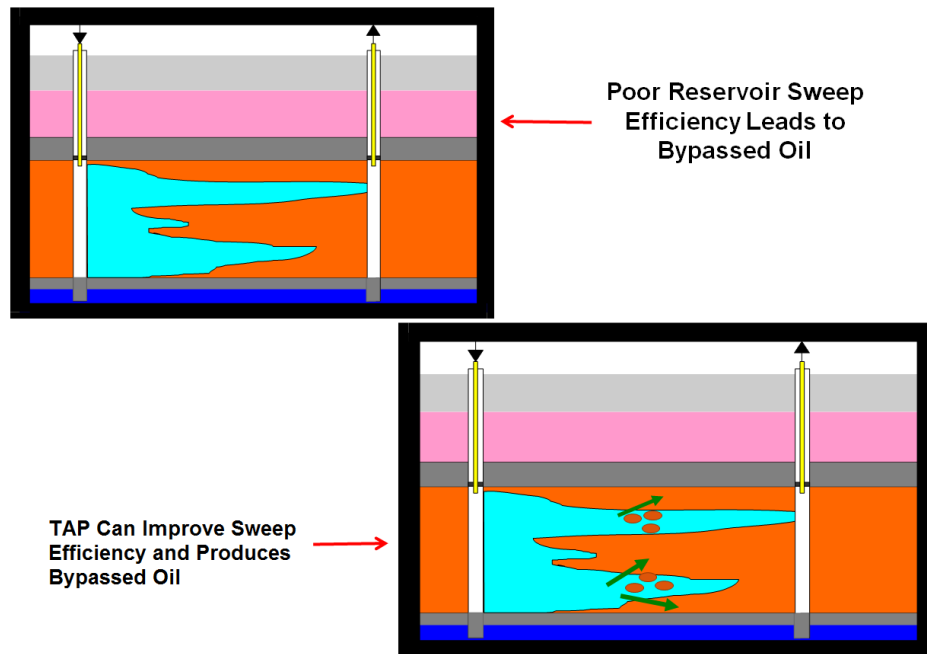 Poor Reservoir Sweep
Efficiency Leads to
Bypassed Oil
TAP Can Improve Sweep
Efficiency and Produces
Bypassed Oil